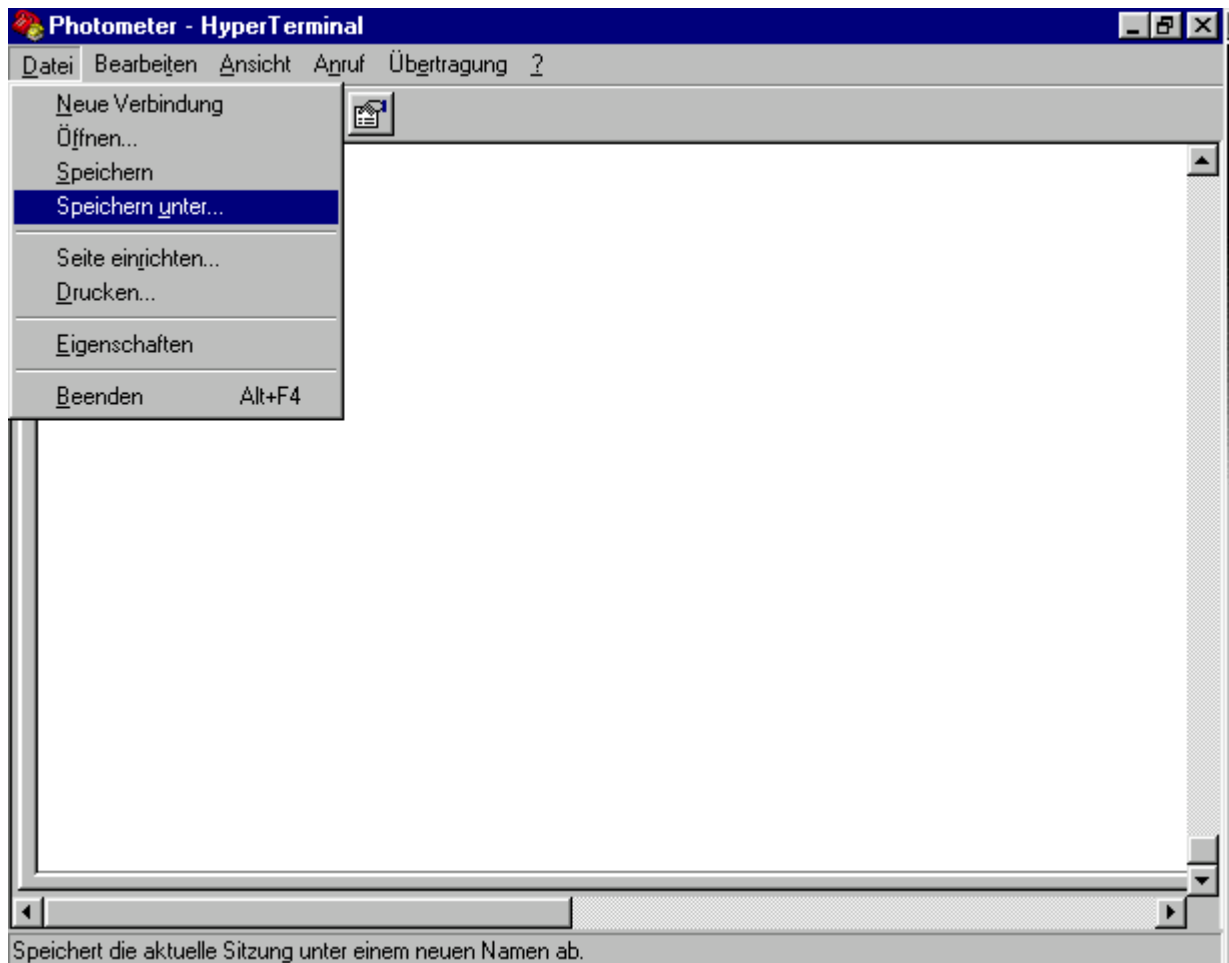 Photometer - HyperTerminal
Datei Bearbeiten Ansicht Anruf Übertragung ?
Neue Verbindung
Öffnen...
Speichern
Speichern unter...
Seite einrichten...
Drucken...
Eigenschaften
Beenden Alt+F4
Speichert die aktuelle Sitzung unter einem neuen Namen ab.